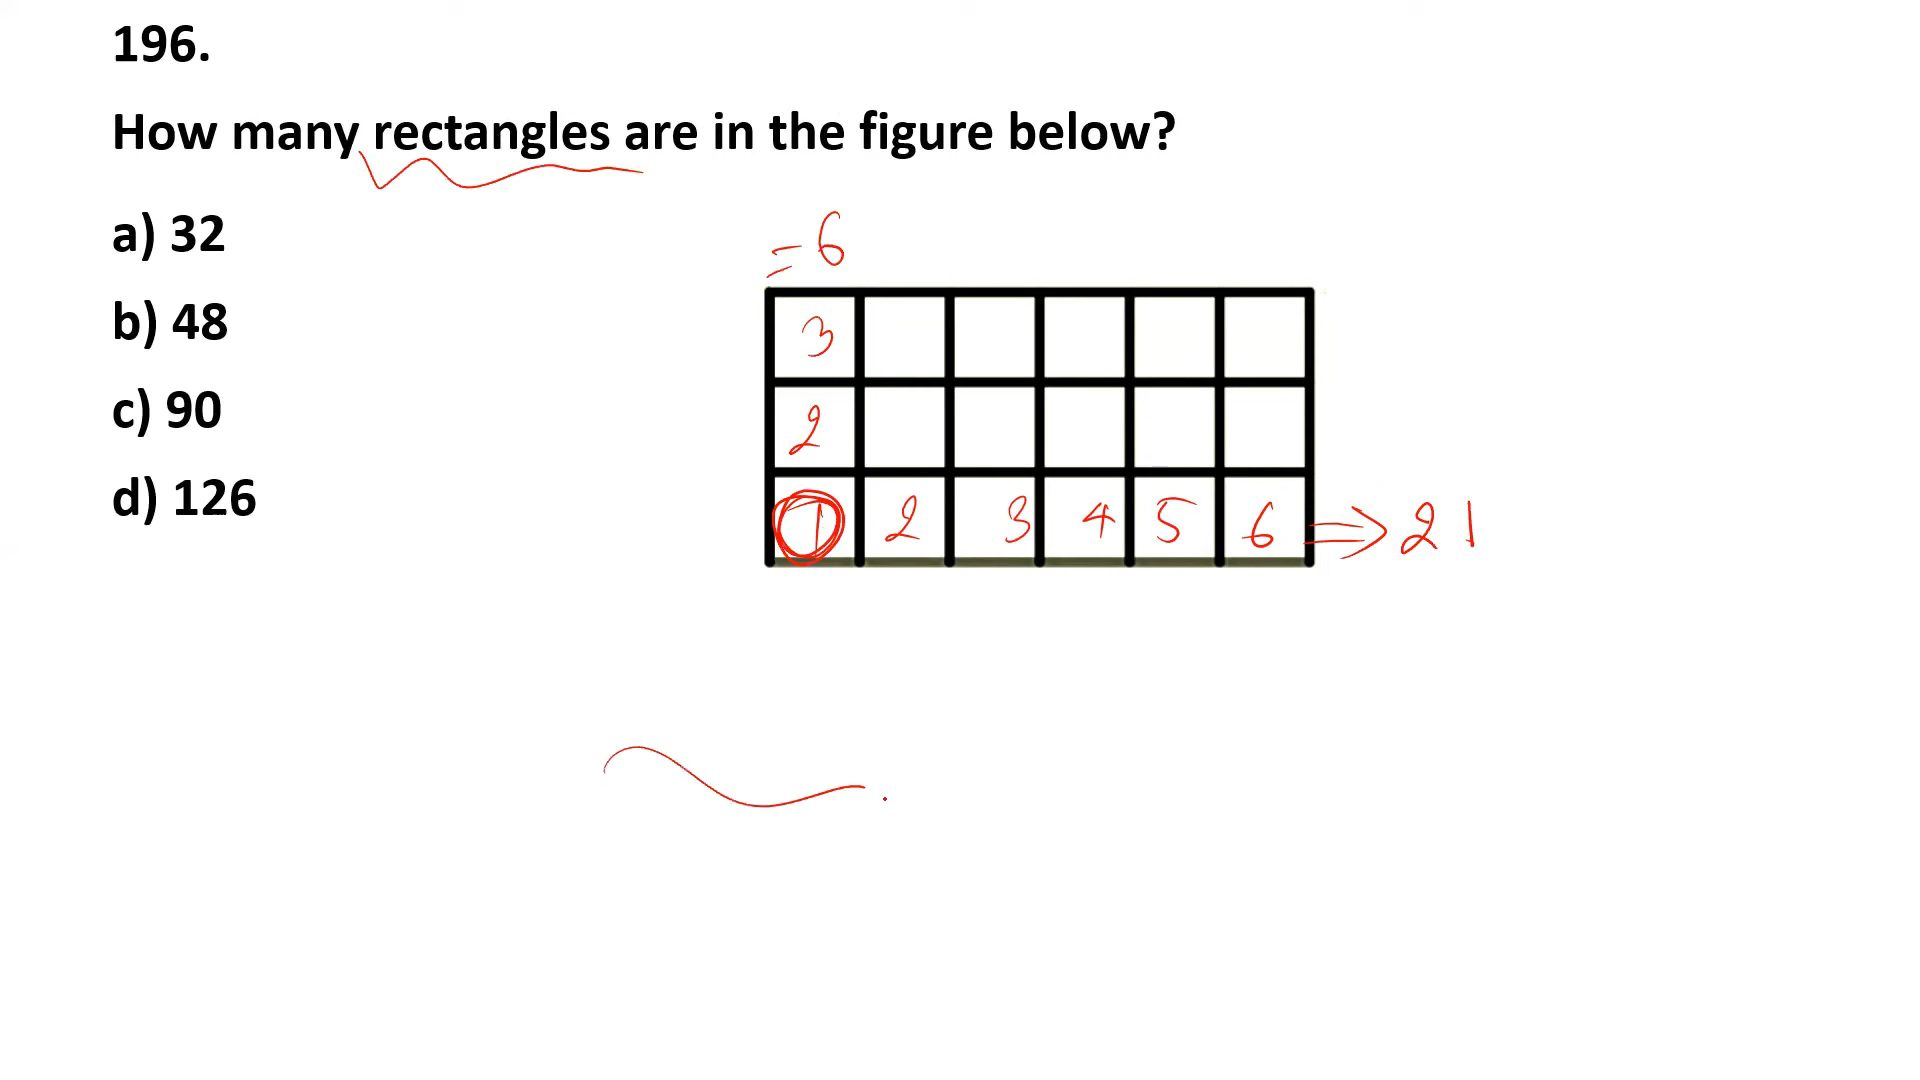 196.
How many rectangles are in the figure below?
a) 32
b) 48
c) 90
d) 126
= 6
3
2
1 2 3 4 5 6 ⇒ 21